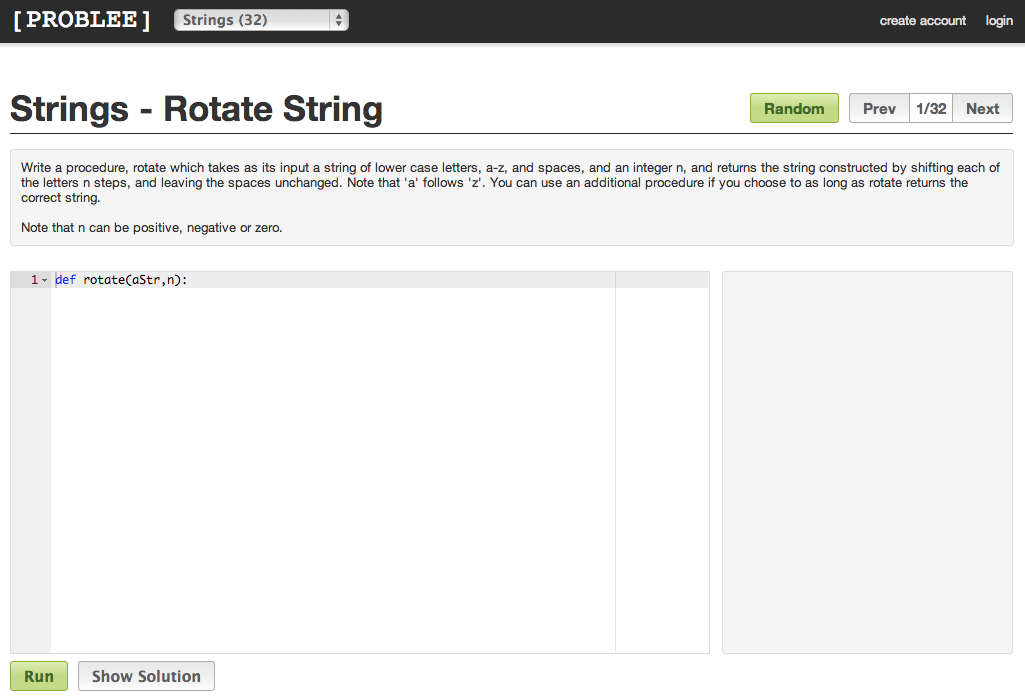 [PROBLEE] Strings (32) create account login
Strings - Rotate String Random Prev 1/32 Next
Write a procedure, rotate which takes as its input a string of lower case letters, a-z, and spaces, and an integer n, and returns the string constructed by shifting each of
the letters n steps, and leaving the spaces unchanged. Note that 'a' follows 'z'. You can use an additional procedure if you choose to as long as rotate returns the
correct string.
Note that n can be positive, negative or zero.
1 def rotate(aStr,n):
Run Show Solution